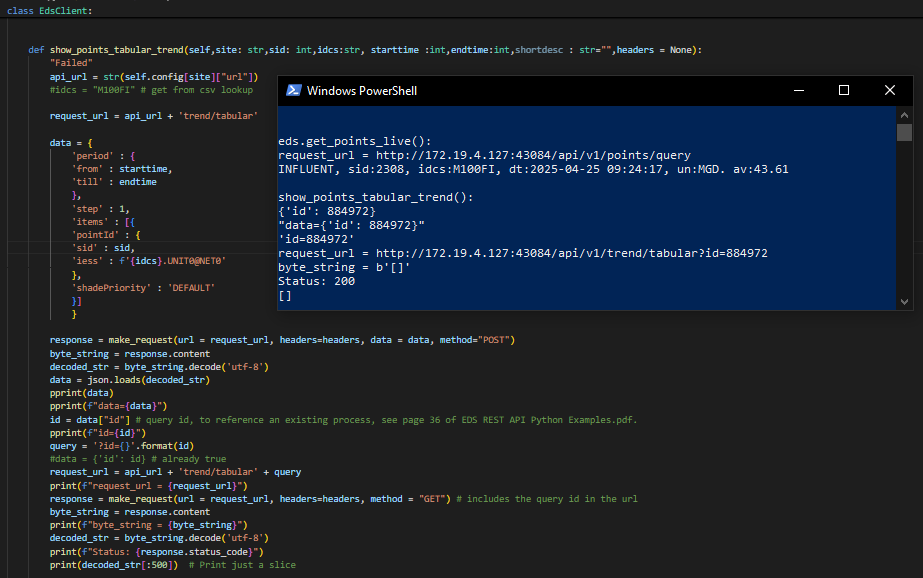 class EdsClient:
def show_points_tabular_trend(self,site: str,sid: int,idcs:str, starttime :int,endtime:int,shortdesc : str="",headers = None):
"Failed"
api_url = str(self.config[site]["url"])
#idcs = "M100FI" # get from csv lookup
request_url = api_url + 'trend/tabular'
data = {
'period' : {
'from' : starttime,
'till' : endtime
},
'step' : 1,
'items' : [{
'pointId' : {
'sid' : sid,
'iess' : f'{idcs}.UNIT0@NET0'
},
'shadePriority' : 'DEFAULT'
}]
}
response = make_request(url = request_url, headers=headers, data = data, method="POST")
byte_string = response.content
decoded_str = byte_string.decode('utf-8')
data = json.loads(decoded_str)
pprint(data)
pprint(f"data={data}")
id = data["id"] # query id, to reference an existing process, see page 36 of EDS REST API Python Examples.pdf.
pprint(f"id={id}")
query = '?id={}'.format(id)
#data = {'id': id} # already true
request_url = api_url + 'trend/tabular' + query
print(f"request_url = {request_url}")
response = make_request(url = request_url, headers=headers, method = "GET") # includes the query id in the url
byte_string = response.content
print(f"byte_string = {byte_string}")
decoded_str = byte_string.decode('utf-8')
print(f"Status: {response.status_code}")
print(decoded_str[:500])  # Print just a slice
Windows PowerShell
eds.get_points_live():
request_url = http://172.19.4.127:43084/api/v1/points/query
INFLUENT, sid:2308, idcs:M100FI, dt:2025-04-25 09:24:17, un:MGD. av:43.61
show_points_tabular_trend():
{'id': 884972}
"data={'id': 884972}"
'id=884972'
request_url = http://172.19.4.127:43084/api/v1/trend/tabular?id=884972
byte_string = b'[]'
Status: 200
[]